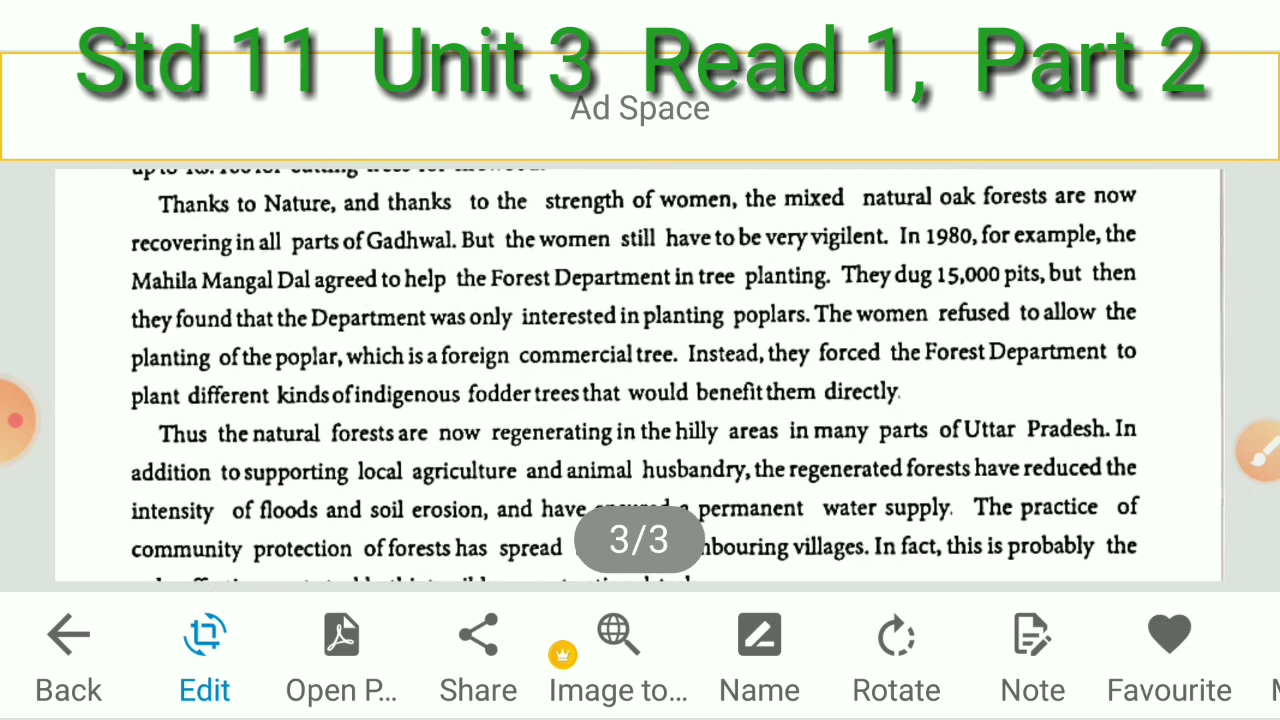 Std 11 Unit 3 Read 1, Part 2
Ad Space
Thanks to Nature, and thanks to the strength of women, the mixed natural oak forests are now
recovering in all parts of Gadhwal. But the women still have to be very vigilent. In 1980, for example, the
Mahila Mangal Dal agreed to help the Forest Department in tree planting. They dug 15,000 pits, but then
they found that the Department was only interested in planting poplars. The women refused to allow the
planting of the poplar, which is a foreign commercial tree. Instead, they forced the Forest Department to
plant different kinds of indigenous fodder trees that would benefit them directly.
Thus the natural forests are now regenerating in the hilly areas in many parts of Uttar Pradesh. In
addition to supporting local agriculture and animal husbandry, the regenerated forests have reduced the
intensity of floods and soil erosion, and have permanent water supply. The practice of
community protection of forests has spread villages. In fact, this is probably the
3/3
Back Edit Open P... Share Image to... Name Rotate Note Favourite